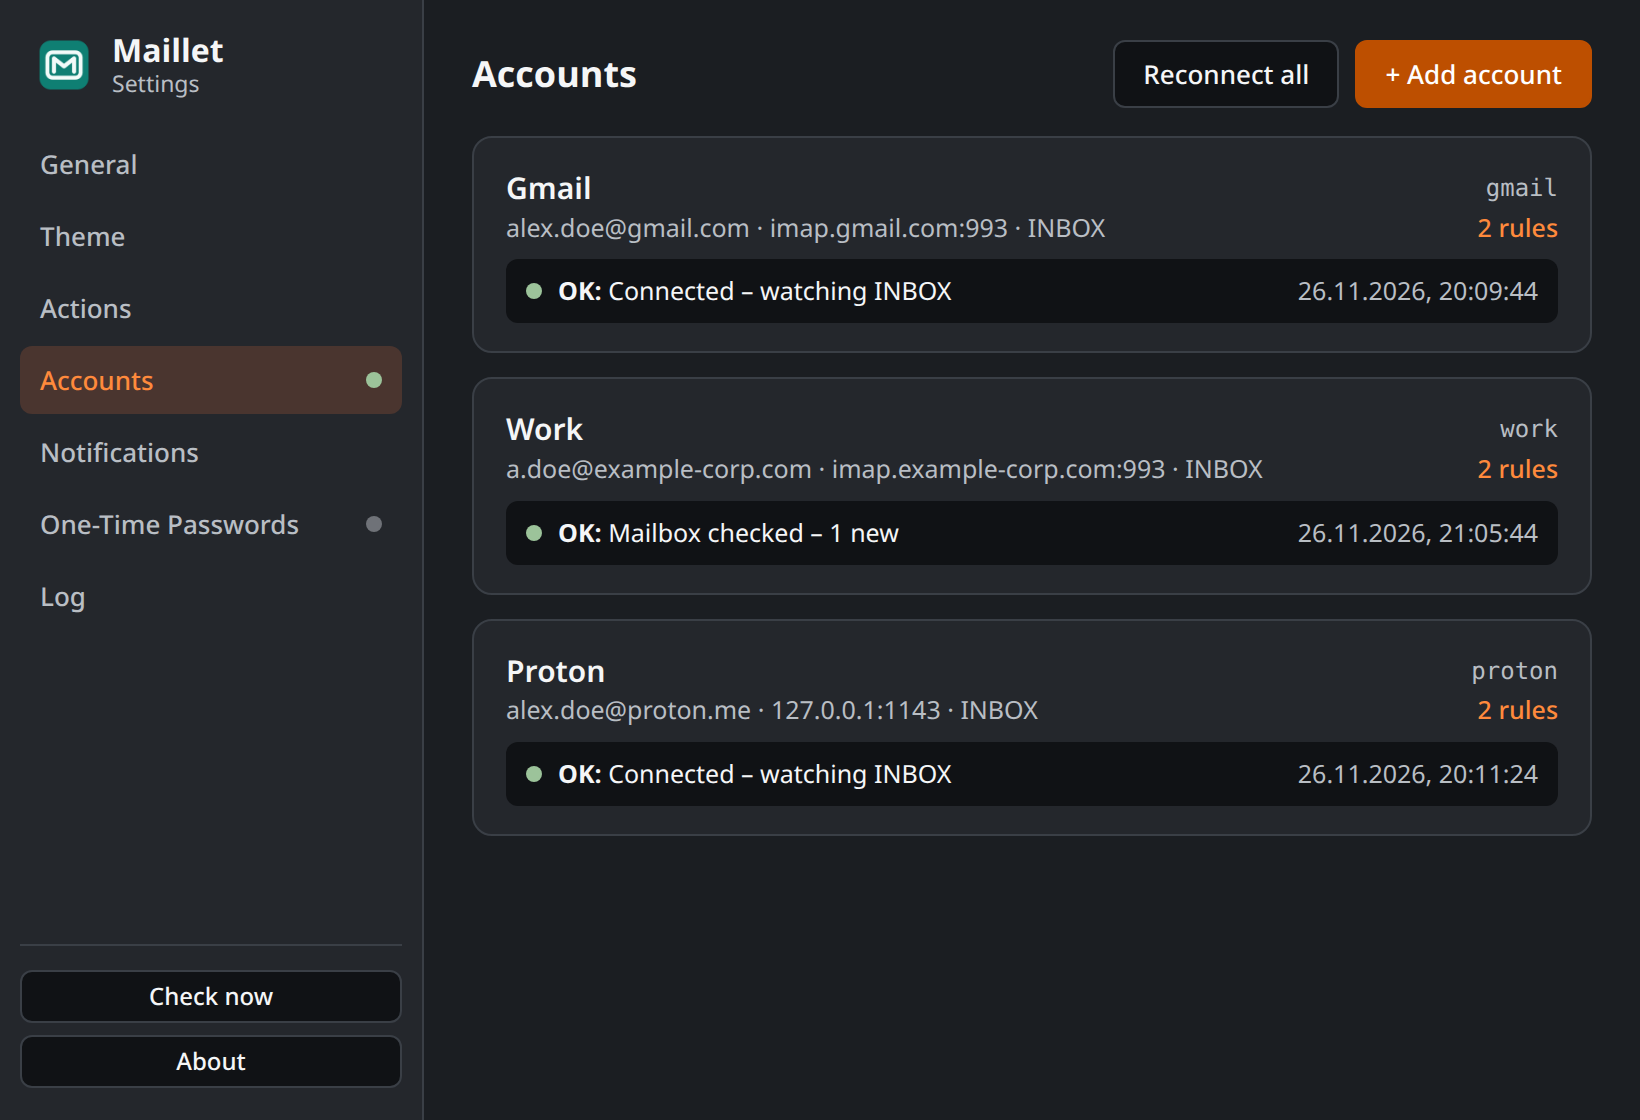 Maillet
Settings
General
Theme
Actions
Accounts
Notifications
One-Time Passwords
Log
Check now
About
Accounts
Reconnect all
+ Add account
Gmail
gmail
alex.doe@gmail.com · imap.gmail.com:993 · INBOX
2 rules
OK: Connected – watching INBOX
26.11.2026, 20:09:44
Work
work
a.doe@example-corp.com · imap.example-corp.com:993 · INBOX
2 rules
OK: Mailbox checked – 1 new
26.11.2026, 21:05:44
Proton
proton
alex.doe@proton.me · 127.0.0.1:1143 · INBOX
2 rules
OK: Connected – watching INBOX
26.11.2026, 20:11:24